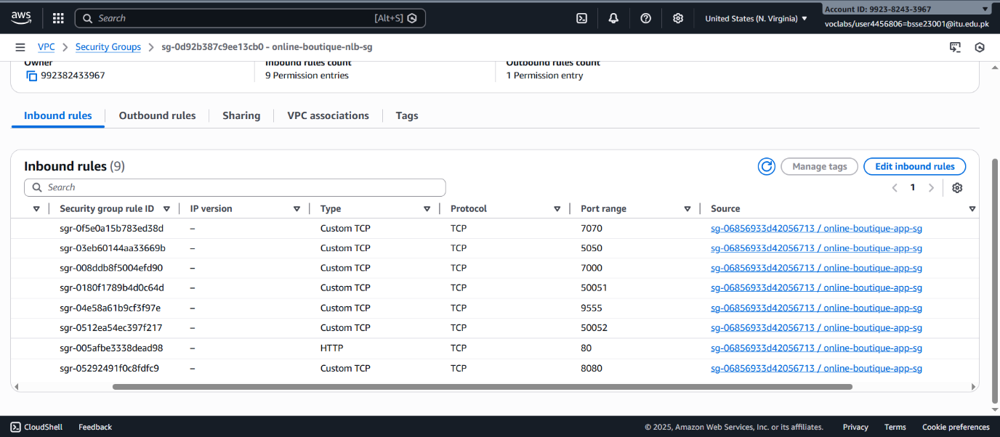 aws
Search [Alt+S]
United States (N. Virginia)
Account ID: 9923-8243-3967
voclabs/user4456806=bsse23001@itu.edu.pk
VPC > Security Groups > sg-0d92b387c9ee13cb0 - online-boutique-nlb-sg
Owner Inbound rules count Outbound rules count
992382433967 9 Permission entries 1 Permission entry
Inbound rules Outbound rules Sharing VPC associations Tags
Inbound rules (9) Manage tags Edit inbound rules
Search 1
Security group rule ID IP version Type Protocol Port range Source
sgr-0f5e0a15b783ed38d – Custom TCP TCP 7070 sg-06856933d42056713 / online-boutique-app-sg
sgr-03eb60144aa33669b – Custom TCP TCP 5050 sg-06856933d42056713 / online-boutique-app-sg
sgr-008ddb8f5004efd90 – Custom TCP TCP 7000 sg-06856933d42056713 / online-boutique-app-sg
sgr-0180f1789b4d0c64d – Custom TCP TCP 50051 sg-06856933d42056713 / online-boutique-app-sg
sgr-04e58a61b9cf3f97e – Custom TCP TCP 9555 sg-06856933d42056713 / online-boutique-app-sg
sgr-0512ea54ec397f217 – Custom TCP TCP 50052 sg-06856933d42056713 / online-boutique-app-sg
sgr-005afbe3338dead98 – HTTP TCP 80 sg-06856933d42056713 / online-boutique-app-sg
sgr-05292491f0c8fdfc9 – Custom TCP TCP 8080 sg-06856933d42056713 / online-boutique-app-sg
CloudShell Feedback © 2025, Amazon Web Services, Inc. or its affiliates. Privacy Terms Cookie preferences